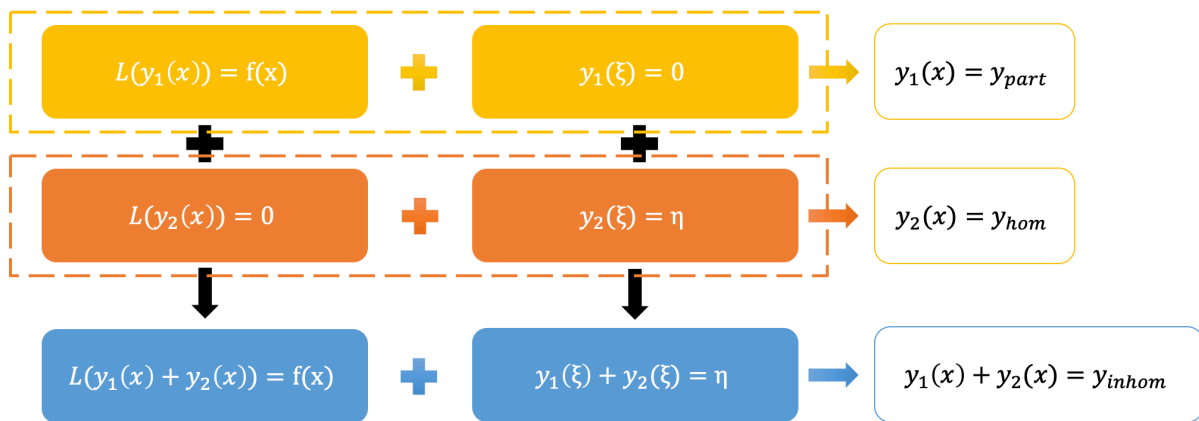 L(y₁(x)) = f(x)
y₁(ξ) = 0
y₁(x) = y_part
L(y₂(x)) = 0
y₂(ξ) = η
y₂(x) = y_hom
L(y₁(x) + y₂(x)) = f(x)
y₁(ξ) + y₂(ξ) = η
y₁(x) + y₂(x) = y_inhom